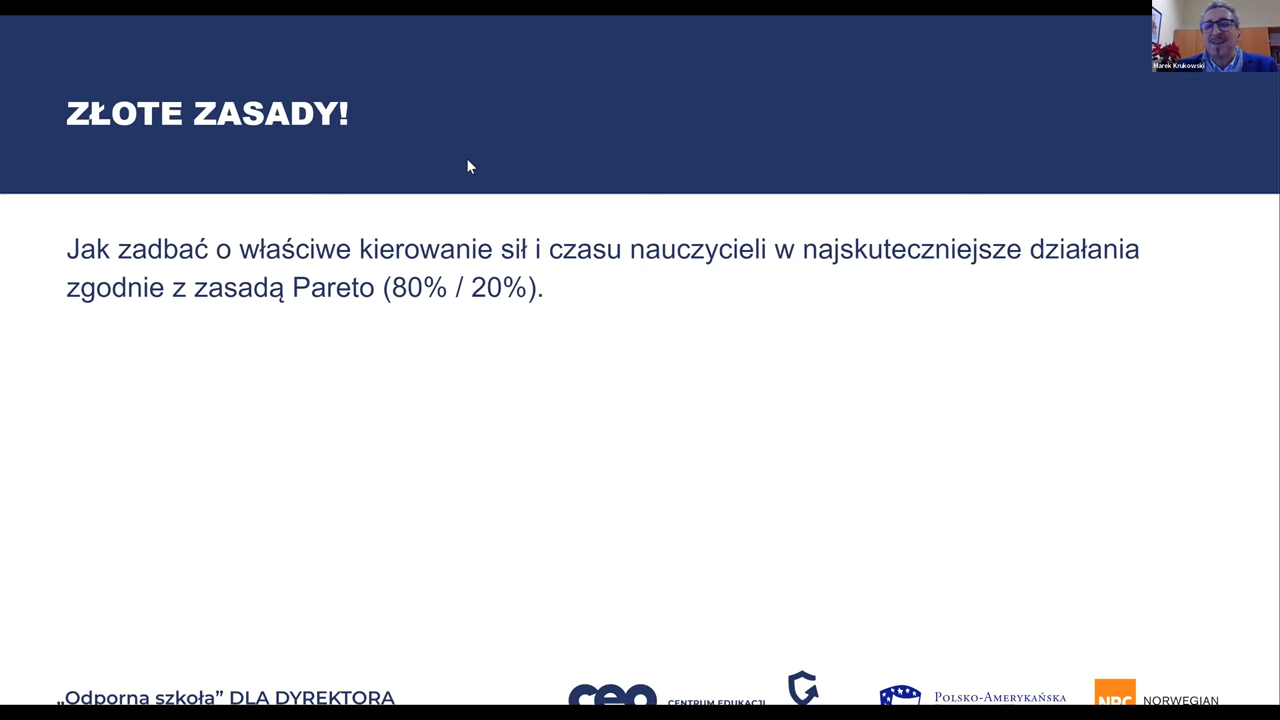 Marek Krukowski
ZŁOTE ZASADY!
Jak zadbać o właściwe kierowanie sił i czasu nauczycieli w najskuteczniejsze działania
zgodnie z zasadą Pareto (80% / 20%).
„Odporna szkoła” DLA DYREKTORA
ceo
CENTRUM EDUKACJI
POLSKO-AMERYKAŃSKA
NRC
NORWEGIAN